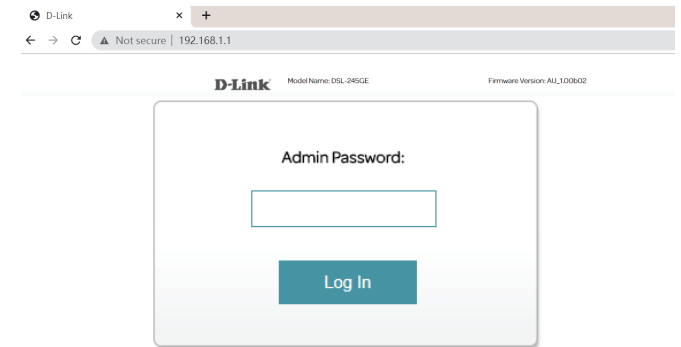 D-Link
Not secure | 192.168.1.1
D-Link Model Name: DSL-245GE Firmware Version: AU_1.00b02
Admin Password:
Log In